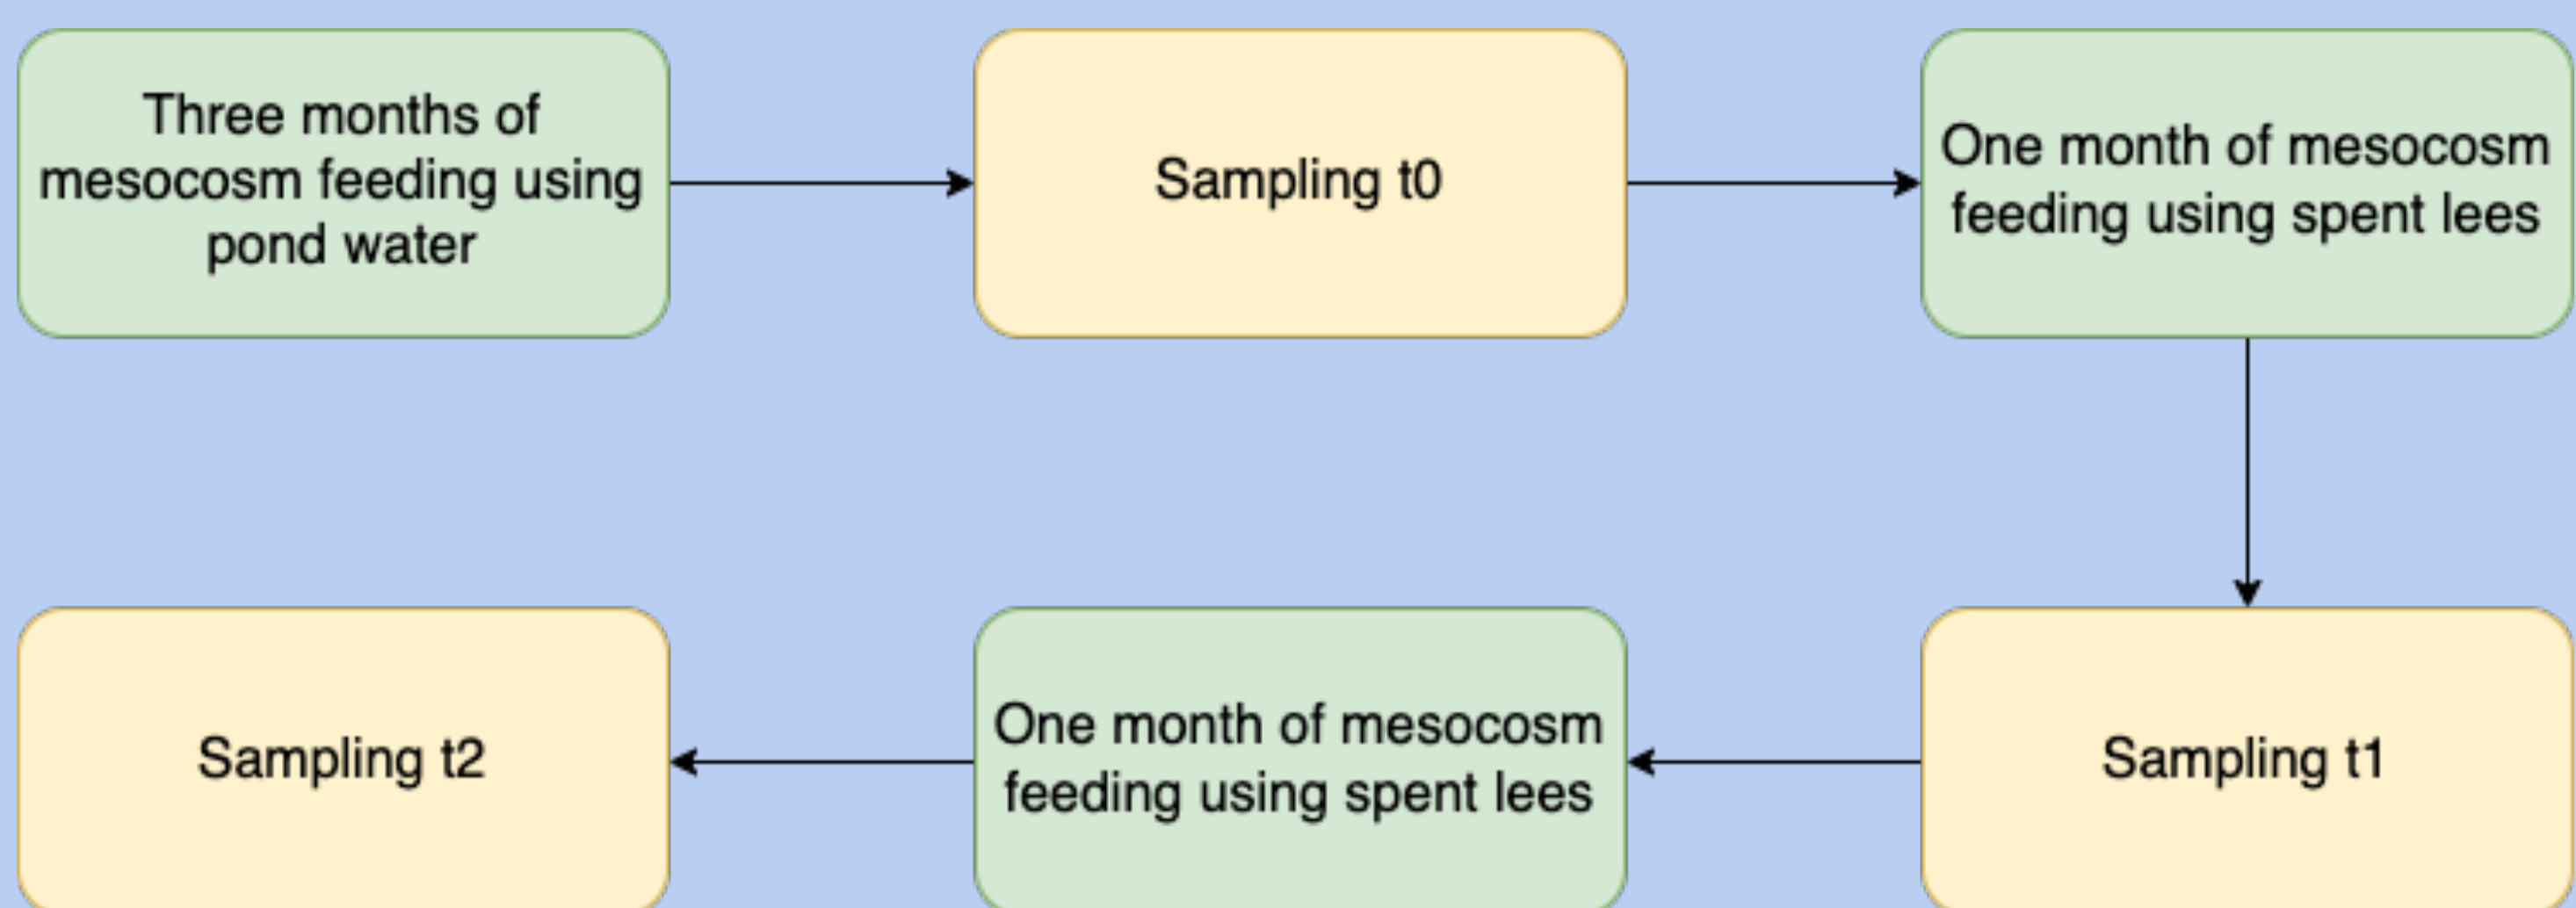 Three months of
mesocosm feeding using
pond water
Sampling t0
One month of mesocosm
feeding using spent lees
Sampling t1
One month of mesocosm
feeding using spent lees
Sampling t2